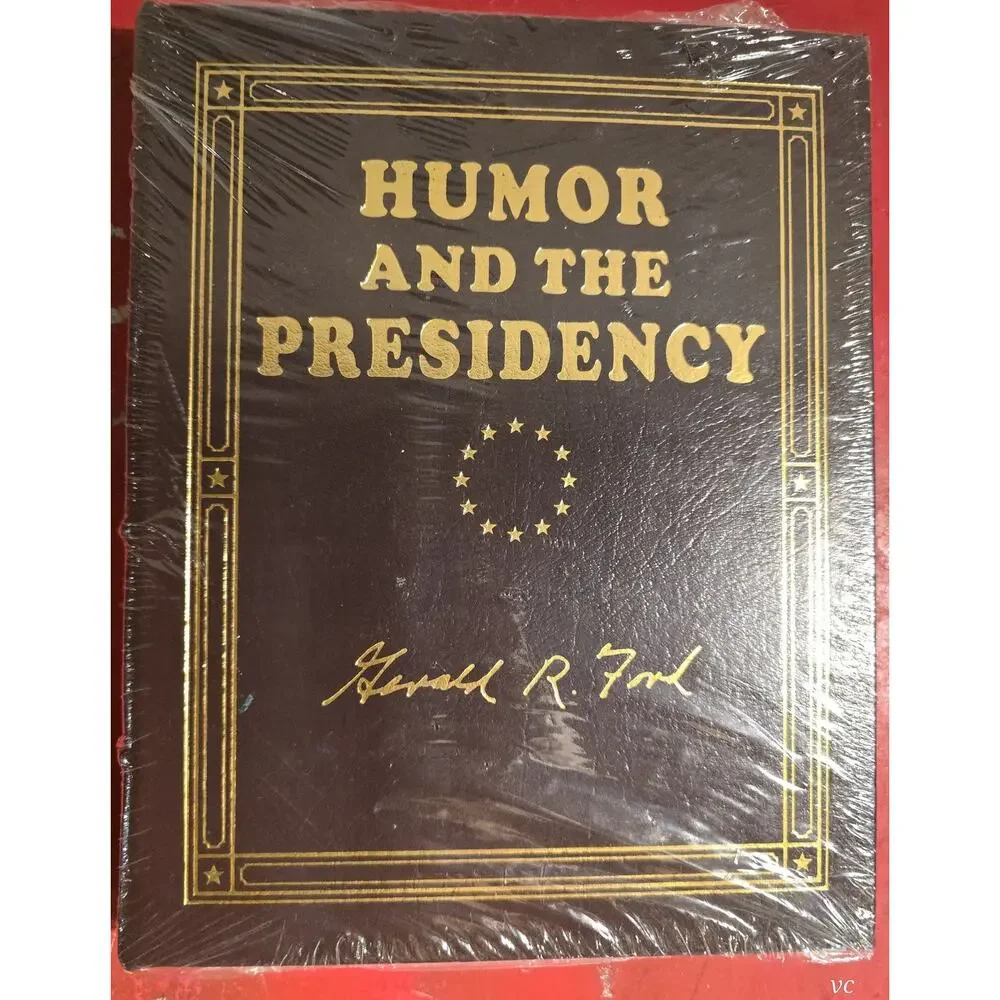 HUMOR
AND THE
PRESIDENCY
Gerald R. Ford
VC